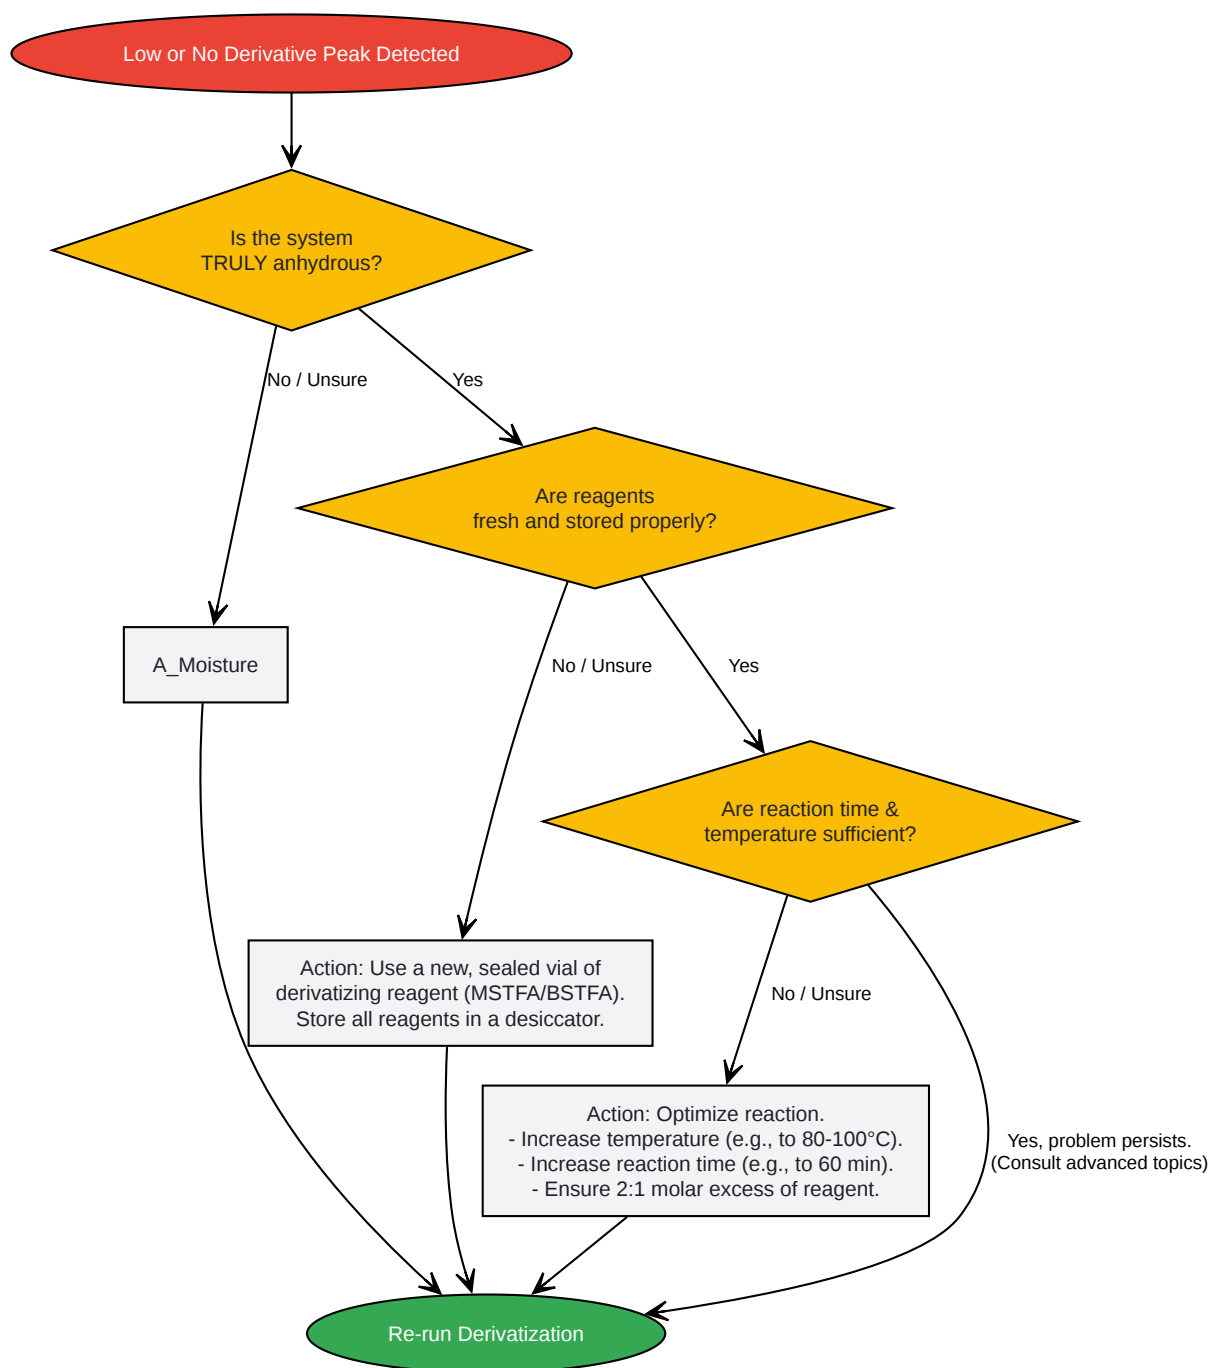 Low or No Derivative Peak Detected
Is the system
TRULY anhydrous?
No / Unsure
Yes
Are reagents
fresh and stored properly?
A_Moisture
No / Unsure
Yes
Are reaction time &
temperature sufficient?
Action: Use a new, sealed vial of
derivatizing reagent (MSTFA/BSTFA).
Store all reagents in a desiccator.
No / Unsure
Action: Optimize reaction.
- Increase temperature (e.g., to 80-100°C).
- Increase reaction time (e.g., to 60 min).
- Ensure 2:1 molar excess of reagent.
Yes, problem persists.
(Consult advanced topics)
Re-run Derivatization